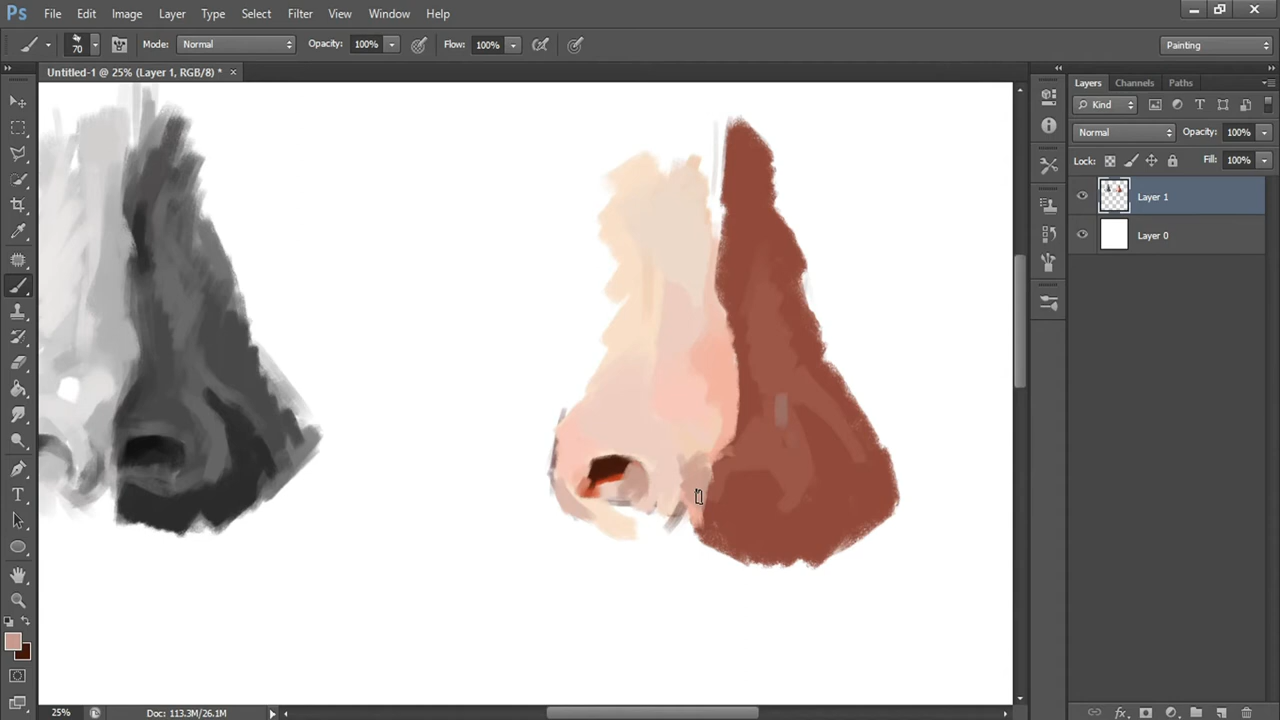 Ps File Edit Image Layer Type Select Filter View Window Help
70 Mode: Normal Opacity: 100% Flow: 100% Painting
Untitled-1 @ 25% (Layer 1, RGB/8) * ×
Layers Channels Paths
Kind
Normal Opacity: 100%
Lock: Fill: 100%
Layer 1
Layer 0
25% Doc: 113.3M/26.1M